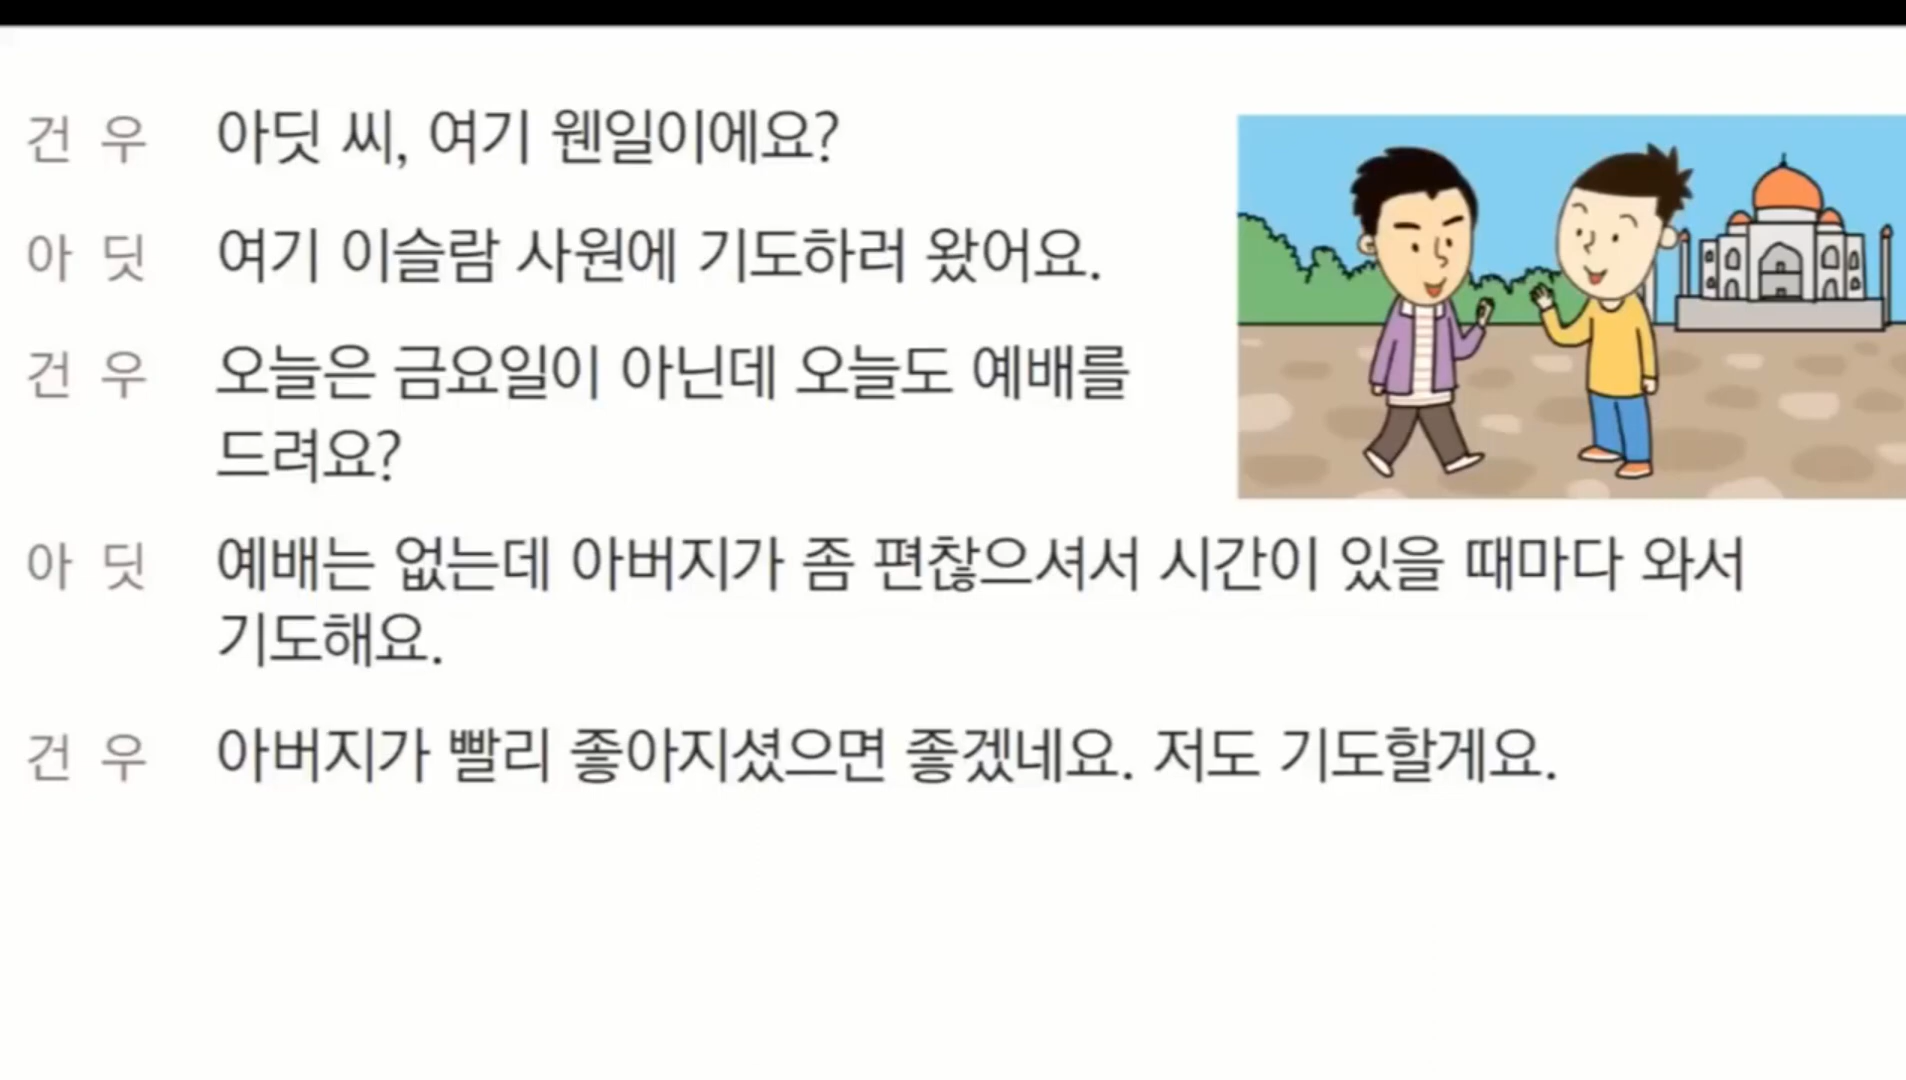 건 우 아딧 씨, 여기 웬일이에요?
아 딧 여기 이슬람 사원에 기도하러 왔어요.
건 우 오늘은 금요일이 아닌데 오늘도 예배를
드려요?
아 딧 예배는 없는데 아버지가 좀 편찮으셔서 시간이 있을 때마다 와서
기도해요.
건 우 아버지가 빨리 좋아지셨으면 좋겠네요. 저도 기도할게요.